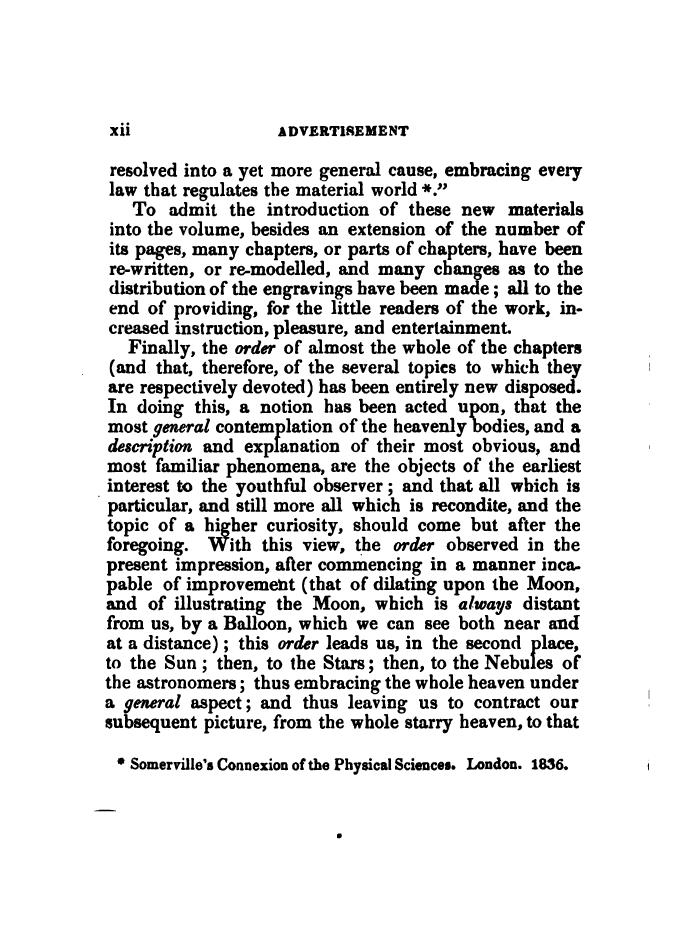 xii ADVERTISEMENT
resolved into a yet more general cause, embracing every
law that regulates the material world *.”
To admit the introduction of these new materials
into the volume, besides an extension of the number of
its pages, many chapters, or parts of chapters, have been
re-written, or re-modelled, and many changes as to the
distribution of the engravings have been made ; all to the
end of providing, for the little readers of the work, in-
creased instruction, pleasure, and entertainment.
Finally, the order of almost the whole of the chapters
(and that, therefore, of the several topics to which they
are respectively devoted) has been entirely new disposed.
In doing this, a notion has been acted upon, that the
most general contemplation of the heavenly bodies, and a
description and explanation of their most obvious, and
most familiar phenomena, are the objects of the earliest
interest to the youthful observer ; and that all which is
particular, and still more all which is recondite, and the
topic of a higher curiosity, should come but after the
foregoing. With this view, the order observed in the
present impression, after commencing in a manner inca-
pable of improvement (that of dilating upon the Moon,
and of illustrating the Moon, which is always distant
from us, by a Balloon, which we can see both near and
at a distance) ; this order leads us, in the second place,
to the Sun ; then, to the Stars ; then, to the Nebules of
the astronomers ; thus embracing the whole heaven under
a general aspect ; and thus leaving us to contract our
subsequent picture, from the whole starry heaven, to that
* Somerville's Connexion of the Physical Sciences. London. 1836.